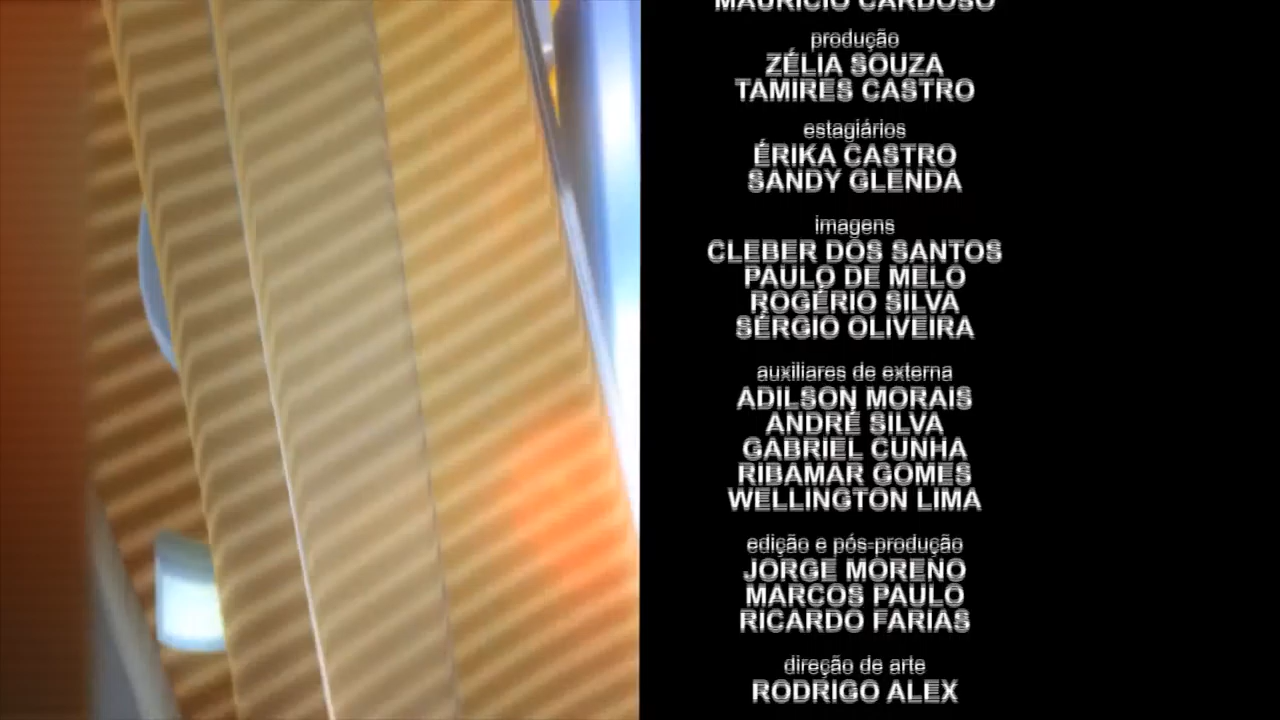 MAURICIO CARDOSO
produção
ZÉLIA SOUZA
TAMIRES CASTRO
estagiários
ÉRIKA CASTRO
SANDY GLENDA
imagens
CLEBER DOS SANTOS
PAULO DE MELO
ROGÉRIO SILVA
SÉRGIO OLIVEIRA
auxiliares de externa
ADILSON MORAIS
ANDRÉ SILVA
GABRIEL CUNHA
RIBAMAR GOMES
WELLINGTON LIMA
edição e pós-produção
JORGE MORENO
MARCOS PAULO
RICARDO FARIAS
direção de arte
RODRIGO ALEX